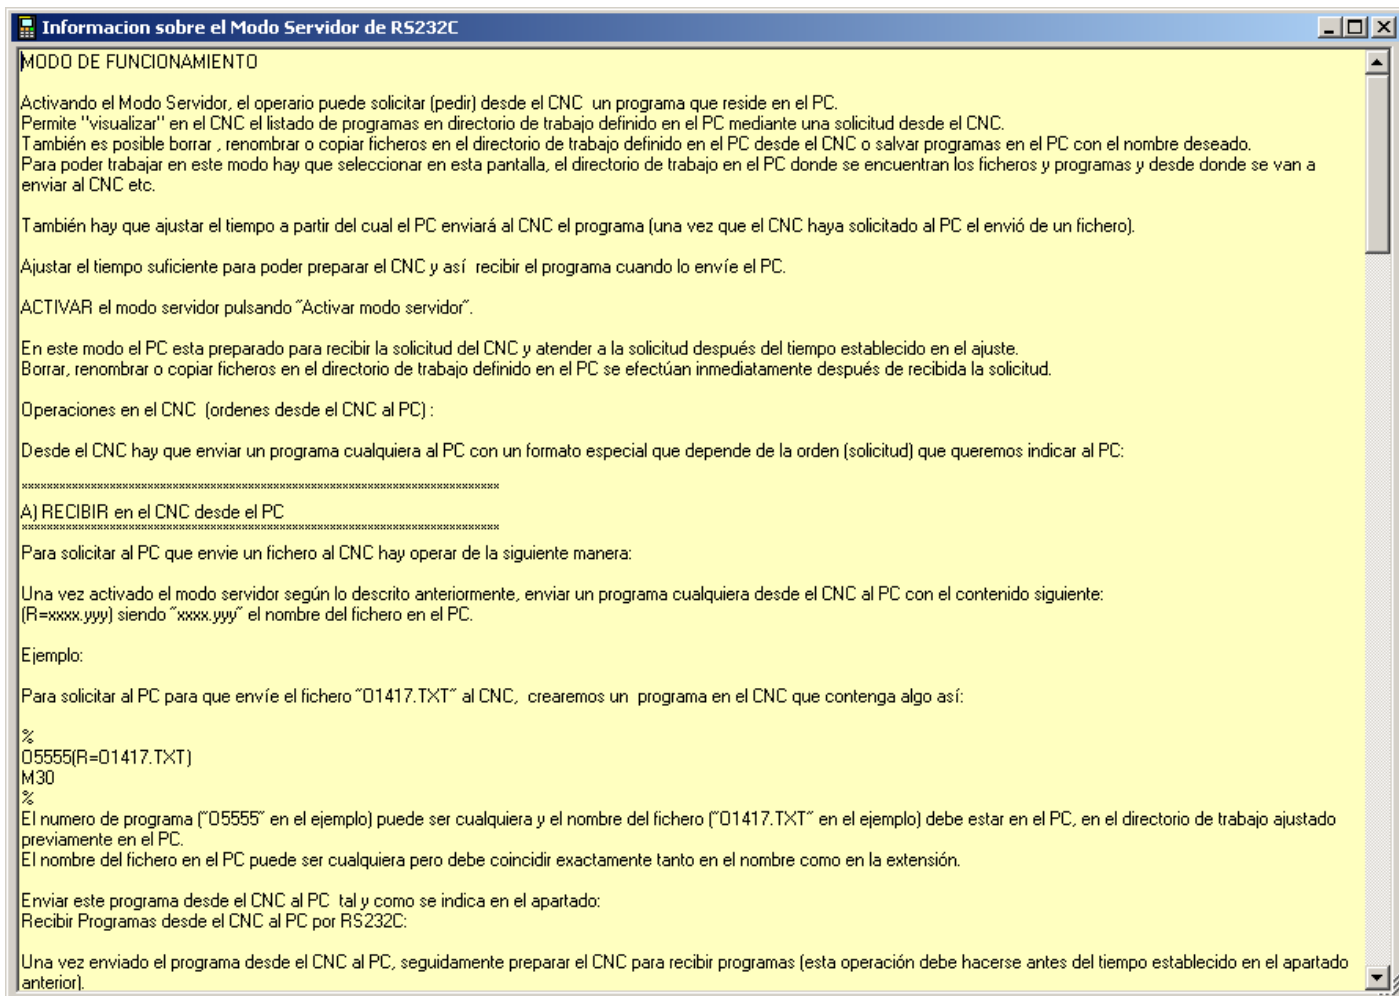 Informacion sobre el Modo Servidor de RS232C
MODO DE FUNCIONAMIENTO
Activando el Modo Servidor, el operario puede solicitar (pedir) desde el CNC  un programa que reside en el PC.
Permite "visualizar" en el CNC el listado de programas en directorio de trabajo definido en el PC mediante una solicitud desde el CNC.
También es posible borrar , renombrar o copiar ficheros en el directorio de trabajo definido en el PC desde el CNC o salvar programas en el PC con el nombre deseado.
Para poder trabajar en este modo hay que seleccionar en esta pantalla, el directorio de trabajo en el PC donde se encuentran los ficheros y programas y desde donde se van a
enviar al CNC etc.
También hay que ajustar el tiempo a partir del cual el PC enviará al CNC el programa (una vez que el CNC haya solicitado al PC el envió de un fichero).
Ajustar el tiempo suficiente para poder preparar el CNC y así  recibir el programa cuando lo envíe el PC.
ACTIVAR el modo servidor pulsando ˝Activar modo servidor˝.
En este modo el PC esta preparado para recibir la solicitud del CNC y atender a la solicitud después del tiempo establecido en el ajuste.
Borrar, renombrar o copiar ficheros en el directorio de trabajo definido en el PC se efectúan inmediatamente después de recibida la solicitud.
Operaciones en el CNC  (ordenes desde el CNC al PC) :
Desde el CNC hay que enviar un programa cualquiera al PC con un formato especial que depende de la orden (solicitud) que queremos indicar al PC:
****************************************************************************
A) RECIBIR en el CNC desde el PC
****************************************************************************
Para solicitar al PC que envie un fichero al CNC hay operar de la siguiente manera:
Una vez activado el modo servidor según lo descrito anteriormente, enviar un programa cualquiera desde el CNC al PC con el contenido siguiente:
(R=xxxx.yyy) siendo ˝xxxx.yyy˝ el nombre del fichero en el PC.
Ejemplo:
Para solicitar al PC para que envíe el fichero ˝O1417.TXT˝ al CNC,  crearemos un  programa en el CNC que contenga algo así:
%
O5555(R=O1417.TXT)
M30
%
El numero de programa (˝O5555˝ en el ejemplo) puede ser cualquiera y el nombre del fichero (˝O1417.TXT˝ en el ejemplo) debe estar en el PC, en el directorio de trabajo ajustado
previamente en el PC.
El nombre del fichero en el PC puede ser cualquiera pero debe coincidir exactamente tanto en el nombre como en la extensión.
Enviar este programa desde el CNC al PC  tal y como se indica en el apartado:
Recibir Programas desde el CNC al PC por RS232C:
Una vez enviado el programa desde el CNC al PC, seguidamente preparar el CNC para recibir programas (esta operación debe hacerse antes del tiempo establecido en el apartado
anterior).